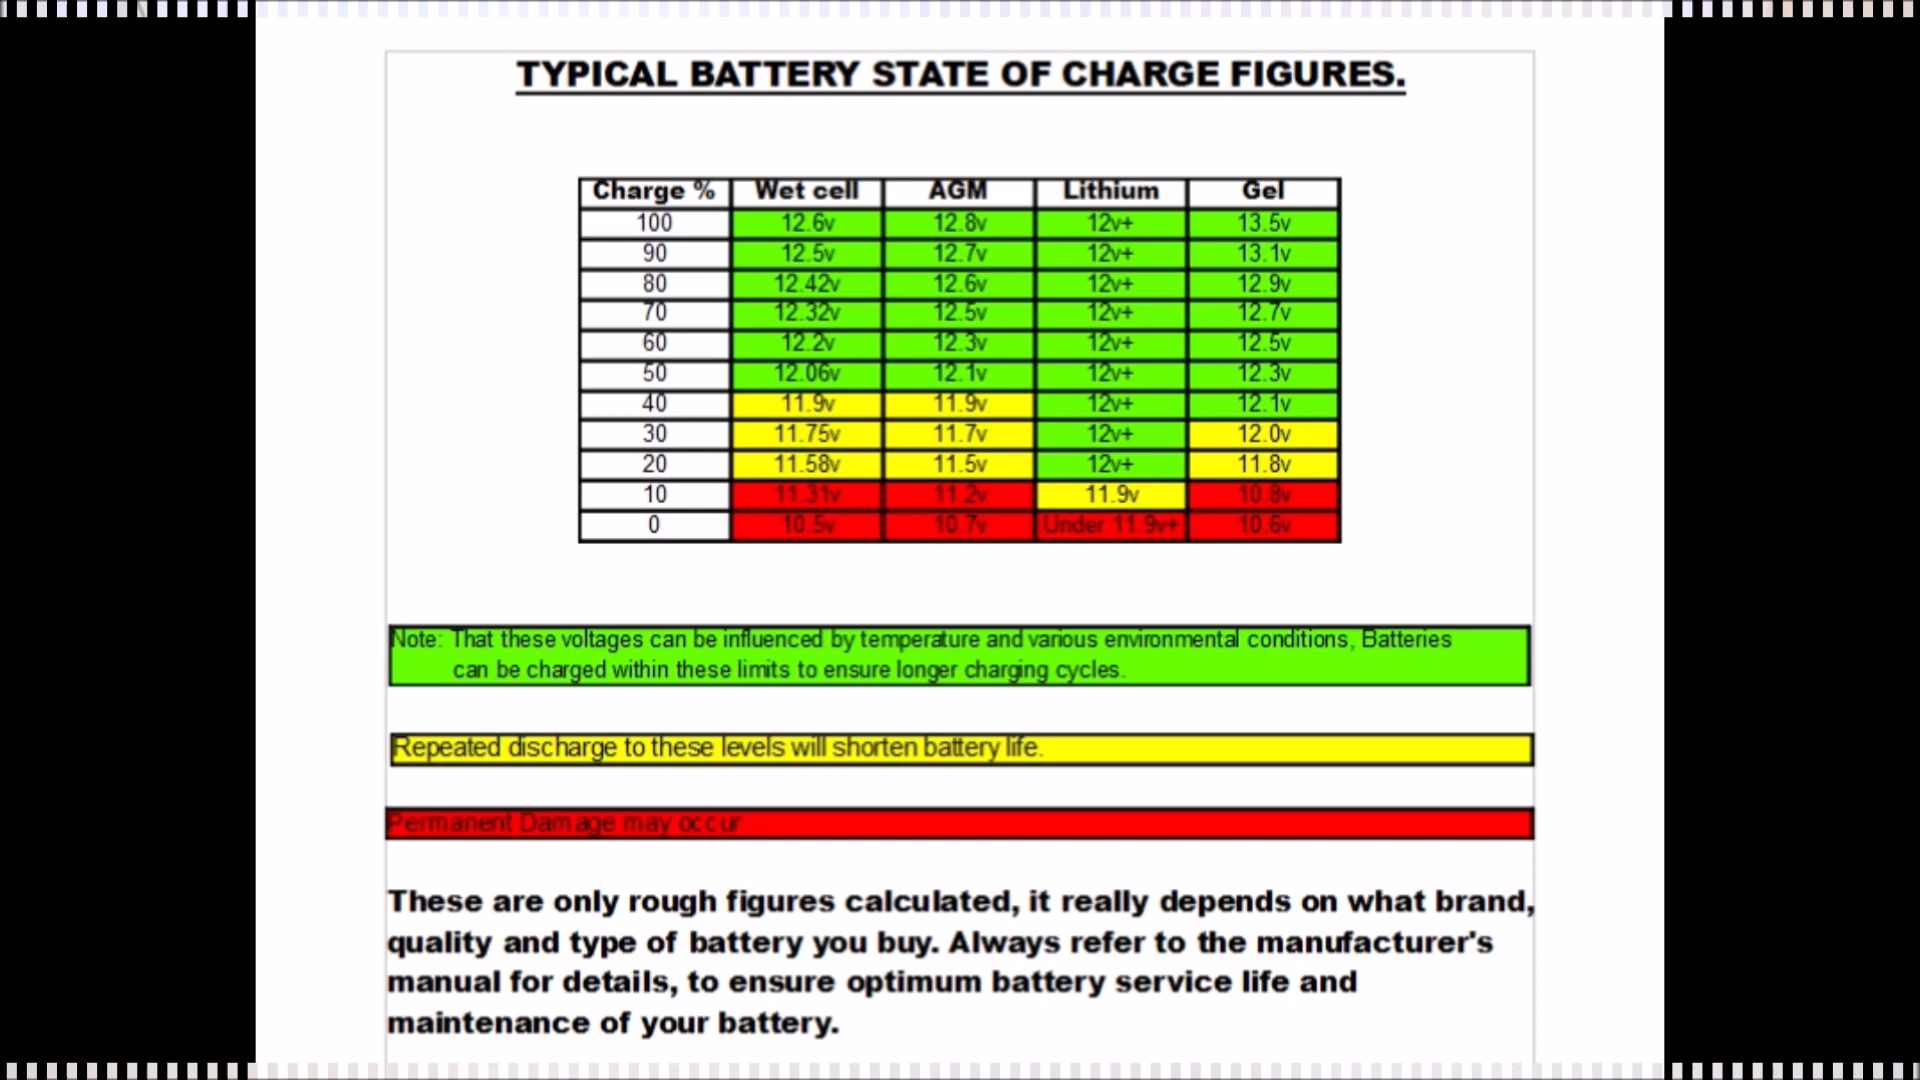 TYPICAL BATTERY STATE OF CHARGE FIGURES.
Charge % Wet cell AGM Lithium Gel
100 12.6v 12.8v 12v+ 13.5v
90 12.5v 12.7v 12v+ 13.1v
80 12.42v 12.6v 12v+ 12.9v
70 12.32v 12.5v 12v+ 12.7v
60 12.2v 12.3v 12v+ 12.5v
50 12.06v 12.1v 12v+ 12.3v
40 11.9v 11.9v 12v+ 12.1v
30 11.75v 11.7v 12v+ 12.0v
20 11.58v 11.5v 12v+ 11.8v
10 11.31v 11.2v 11.9v 10.8v
0 10.5v 10.7v Under 11.9v+ 10.6v
Note: That these voltages can be influenced by temperature and various environmental conditions, Batteries
can be charged within these limits to ensure longer charging cycles.
Repeated discharge to these levels will shorten battery life.
Permanent Damage may occur
These are only rough figures calculated, it really depends on what brand,
quality and type of battery you buy. Always refer to the manufacturer's
manual for details, to ensure optimum battery service life and
maintenance of your battery.